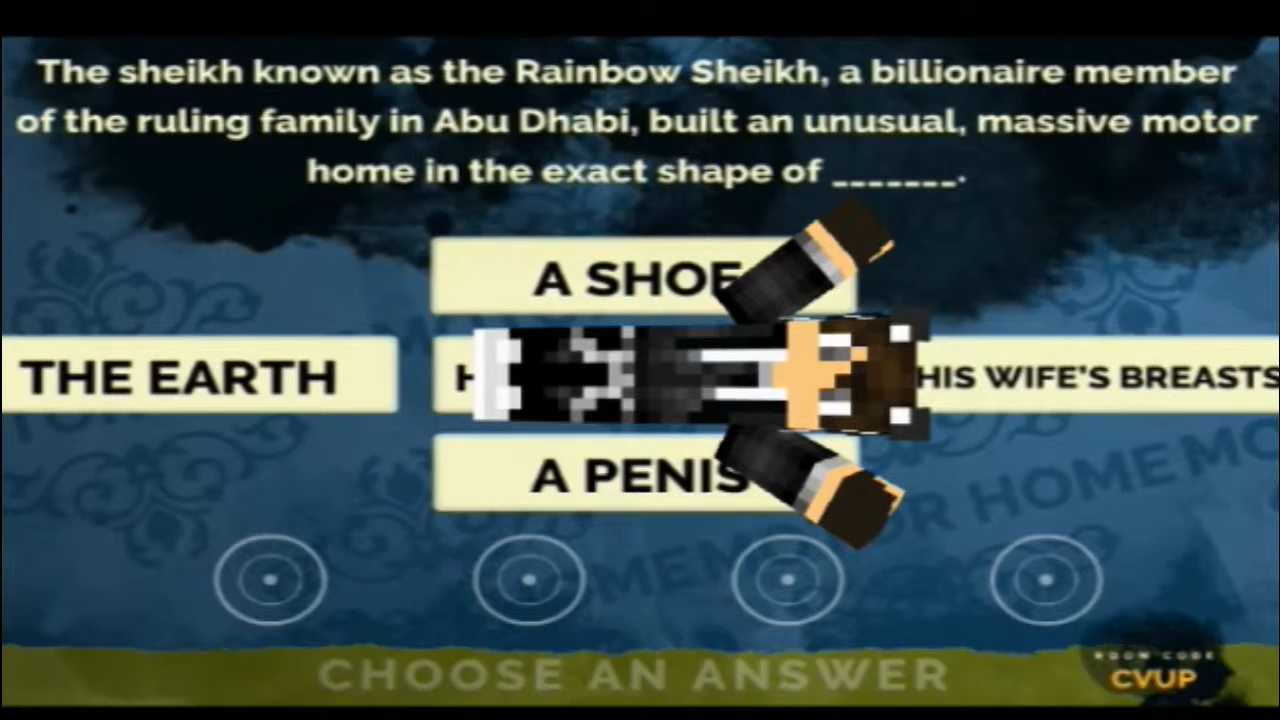 The sheikh known as the Rainbow Sheikh, a billionaire member
of the ruling family in Abu Dhabi, built an unusual, massive motor
home in the exact shape of _______.
A SHOE
THE EARTH
HIS WIFE'S BREASTS
A PENIS
CHOOSE AN ANSWER
ROOM CODE
CVUP